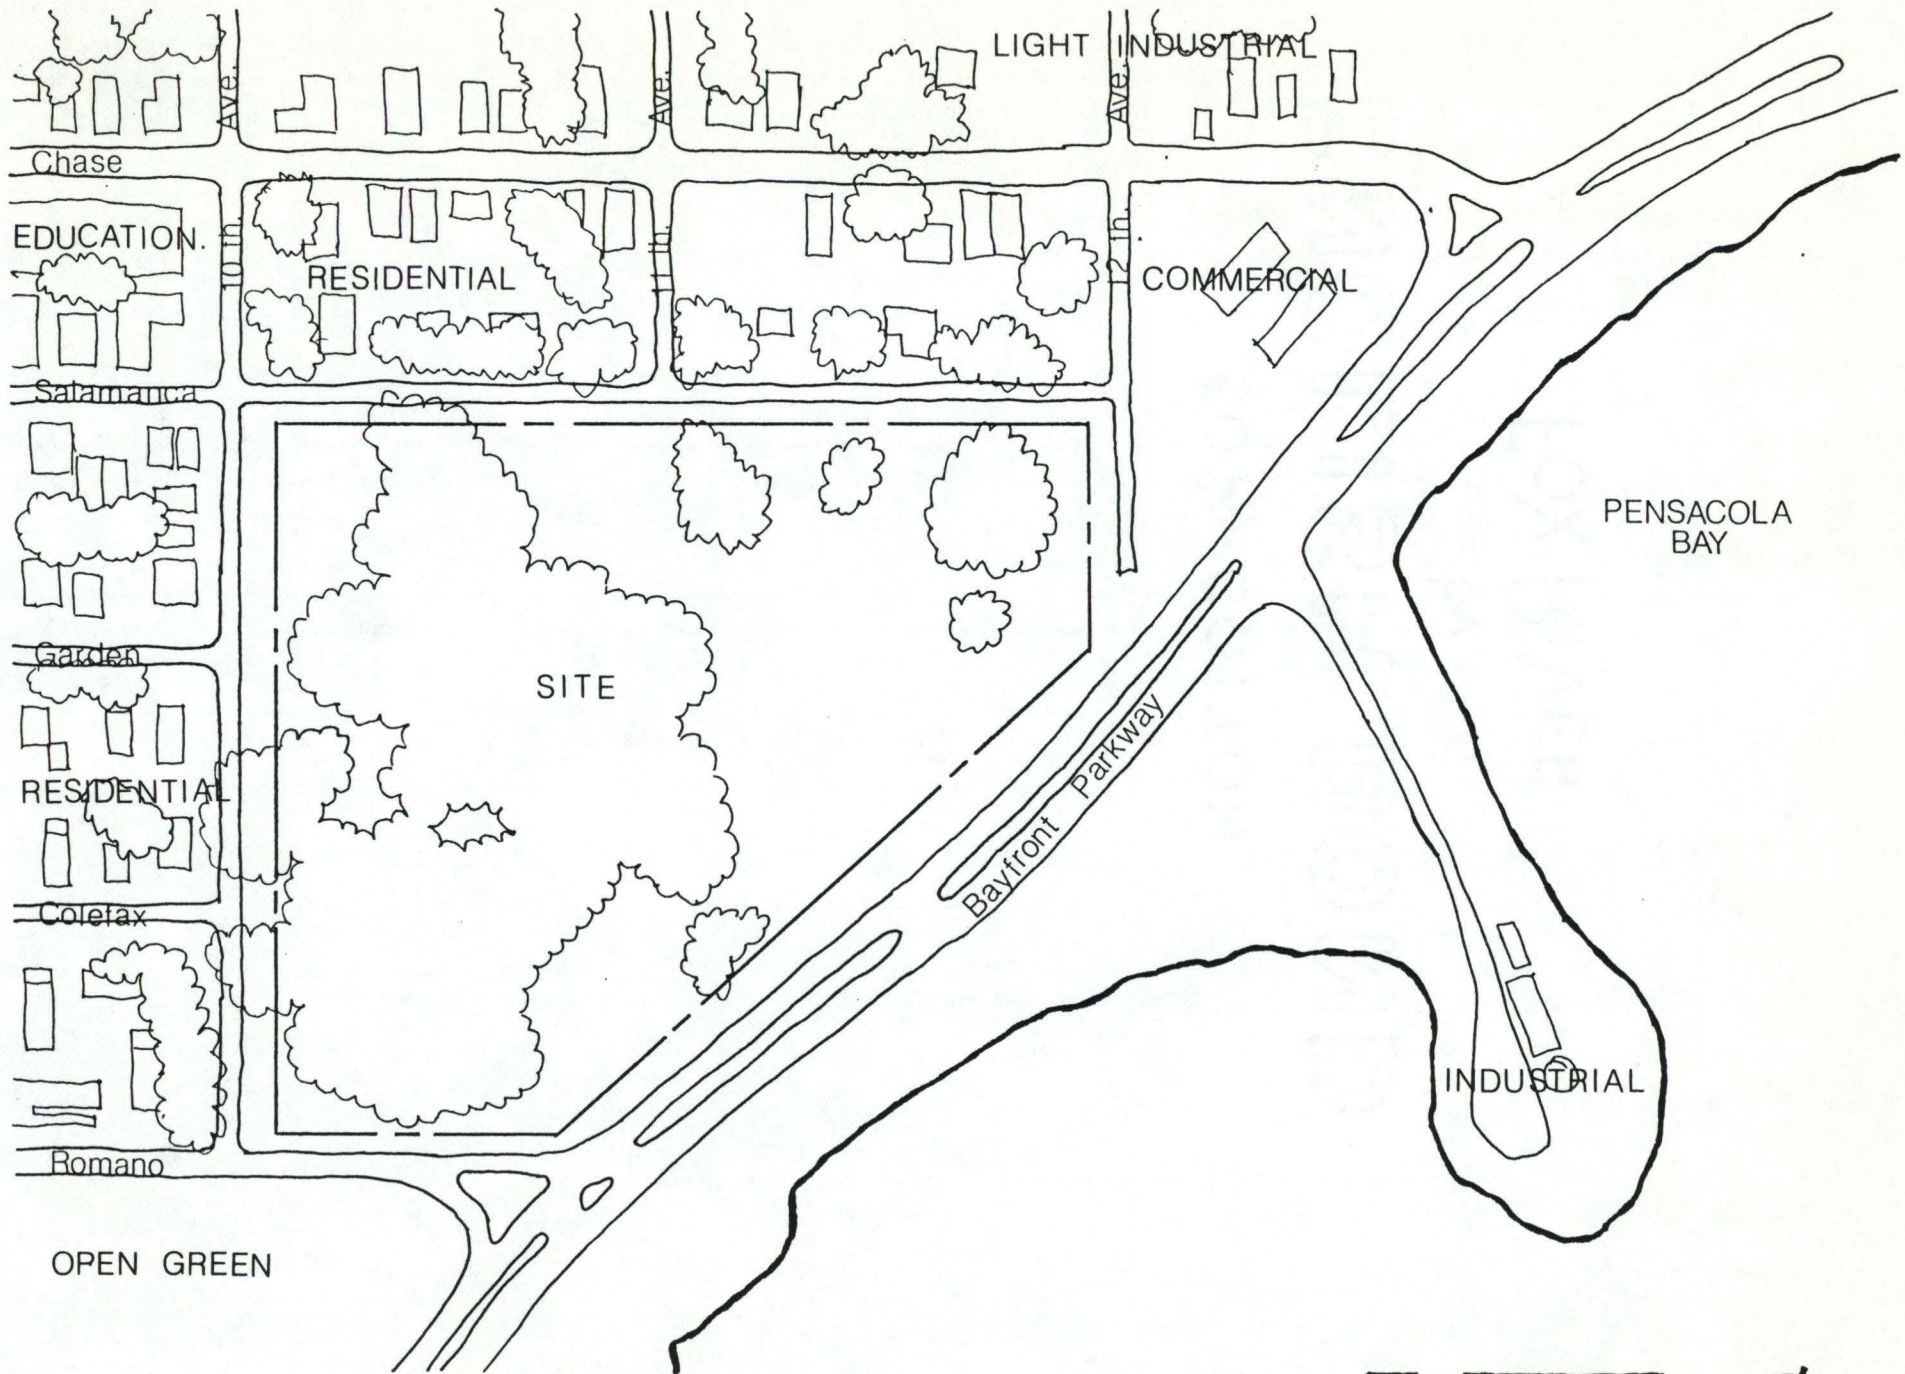 LIGHT INDUSTRIAL
Ave.
Ave.
Ave.
Chase
EDUCATION.
10 th.
11 th.
12 th.
RESIDENTIAL
COMMERCIAL
Salamanca
PENSACOLA
BAY
Garden
SITE
Bayfront Parkway
RESIDENTIAL
Colefax
INDUSTRIAL
Romano
OPEN GREEN